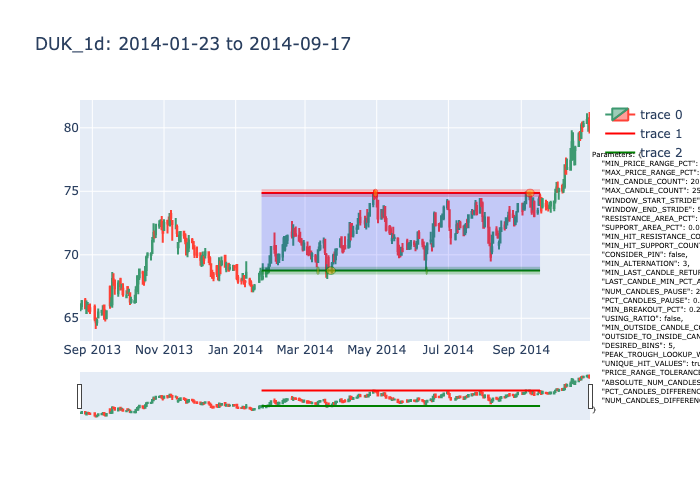 DUK_1d: 2014-01-23 to 2014-09-17
80
75
70
65
Sep 2013 Nov 2013 Jan 2014 Mar 2014 May 2014 Jul 2014 Sep 2014
trace 0
trace 1
trace 2
Parameters: {
"MIN_PRICE_RANGE_PCT":
"MAX_PRICE_RANGE_PCT":
"MIN_CANDLE_COUNT": 20
"MAX_CANDLE_COUNT": 25
"WINDOW_START_STRIDE"
"WINDOW_END_STRIDE": 5
"RESISTANCE_AREA_PCT":
"SUPPORT_AREA_PCT": 0.0
"MIN_HIT_RESISTANCE_CO
"MIN_HIT_SUPPORT_COUNT
"CONSIDER_PIN": false,
"MIN_ALTERNATION": 3,
"MIN_LAST_CANDLE_RETUR
"LAST_CANDLE_MIN_PCT_A
"NUM_CANDLES_PAUSE": 2
"PCT_CANDLES_PAUSE": 0.
"MIN_BREAKOUT_PCT": 0.2
"USING_RATIO": false,
"MIN_OUTSIDE_CANDLE_CO
"OUTSIDE_TO_INSIDE_CAN
"DESIRED_BINS": 5,
"PEAK_TROUGH_LOOKUP_W
"UNIQUE_HIT_VALUES": tru
"PRICE_RANGE_TOLERANC
"ABSOLUTE_NUM_CANDLES
"PCT_CANDLES_DIFFERENC
"NUM_CANDLES_DIFFEREN
}